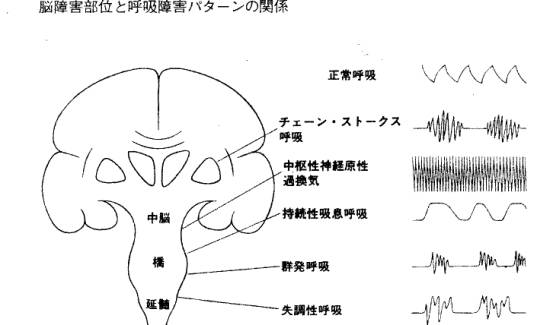 脳障害部位と呼吸障害パターンの関係
正常呼吸
チェーン・ストークス
呼吸
中枢性神経原性
過換気
中脳
持続性吸息呼吸
橋
群発呼吸
延髄
失調性呼吸